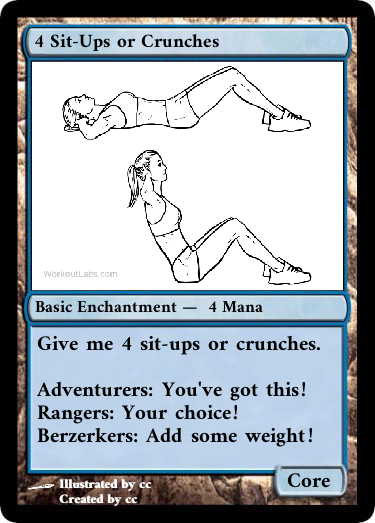 4 Sit-Ups or Crunches
WorkoutLabs.com
Basic Enchantment — 4 Mana
Give me 4 sit-ups or crunches.
Adventurers: You've got this!
Rangers: Your choice!
Berzerkers: Add some weight!
Core
Illustrated by cc
Created by cc